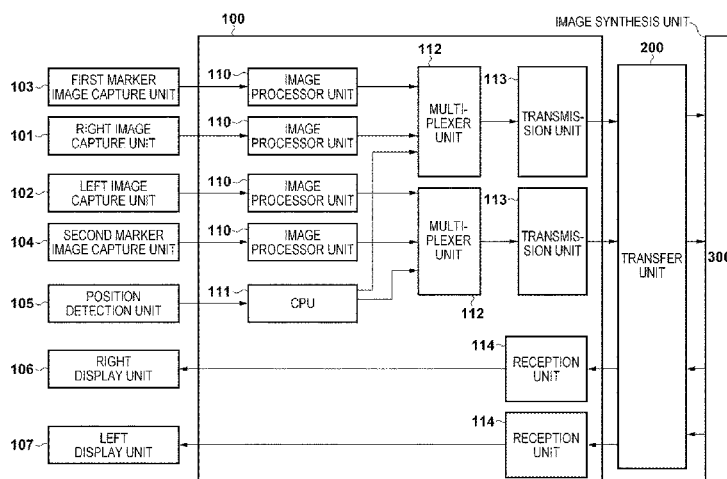 IMAGE SYNTHESIS UNIT
100
200
112
103
FIRST MARKER
IMAGE CAPTURE UNIT
110
IMAGE
PROCESSOR UNIT
113
101
RIGHT IMAGE
CAPTURE UNIT
110
IMAGE
PROCESSOR UNIT
MULTI-
PLEXER
UNIT
TRANSMIS-
SION UNIT
102
LEFT IMAGE
CAPTURE UNIT
110
IMAGE
PROCESSOR UNIT
113
104
SECOND MARKER
IMAGE CAPTURE UNIT
110
IMAGE
PROCESSOR UNIT
MULTI-
PLEXER
UNIT
TRANSMIS-
SION UNIT
TRANSFER
UNIT
300
105
POSITION
DETECTION UNIT
111
CPU
112
106
RIGHT
DISPLAY UNIT
114
RECEPTION
UNIT
107
LEFT
DISPLAY UNIT
114
RECEPTION
UNIT